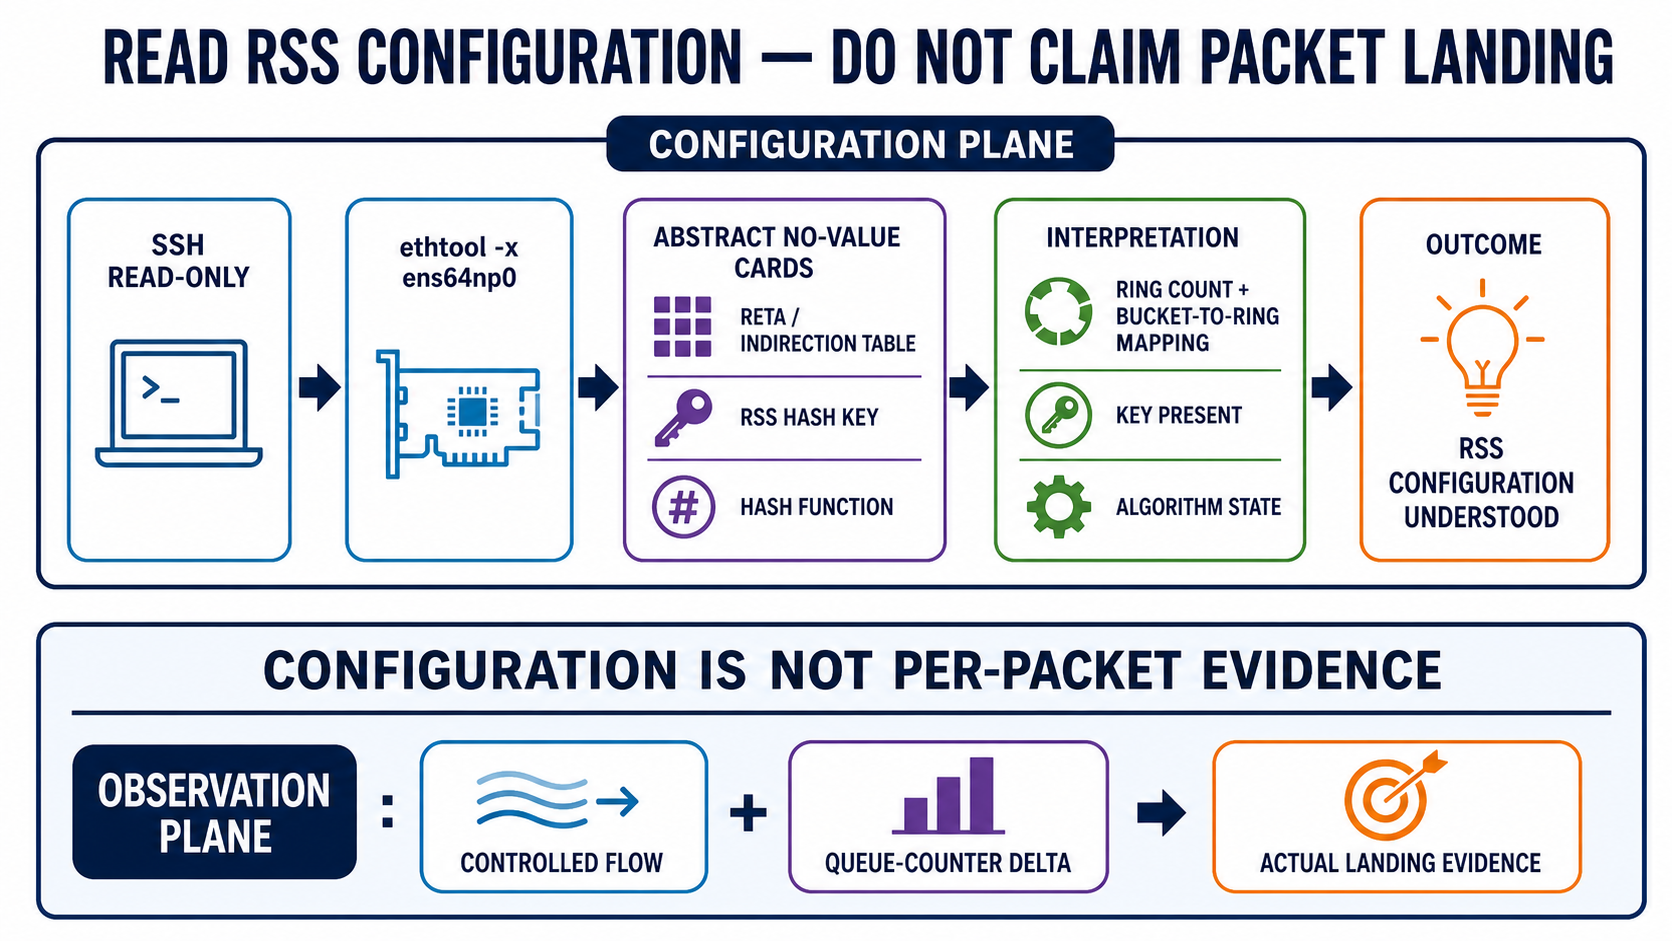 READ RSS CONFIGURATION — DO NOT CLAIM PACKET LANDING
CONFIGURATION PLANE
SSH
READ-ONLY
>_
ethtool -x
ens64np0
ABSTRACT NO-VALUE
CARDS
RETA /
INDIRECTION TABLE
RSS HASH KEY
#
HASH FUNCTION
INTERPRETATION
RING COUNT +
BUCKET-TO-RING
MAPPING
KEY PRESENT
ALGORITHM STATE
OUTCOME
RSS
CONFIGURATION
UNDERSTOOD
CONFIGURATION IS NOT PER-PACKET EVIDENCE
OBSERVATION
PLANE
:
CONTROLLED FLOW
+
QUEUE-COUNTER DELTA
ACTUAL LANDING EVIDENCE